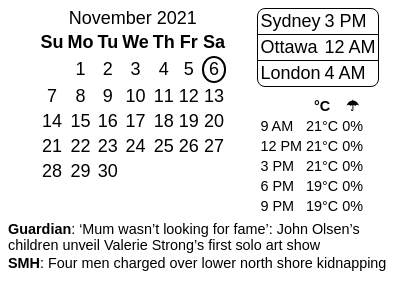 November 2021
Su Mo Tu We Th Fr Sa
1 2 3 4 5 6
7 8 9 10 11 12 13
14 15 16 17 18 19 20
21 22 23 24 25 26 27
28 29 30
Sydney 3 PM
Ottawa 12 AM
London 4 AM
°C ☂
9 AM 21°C 0%
12 PM 21°C 0%
3 PM 21°C 0%
6 PM 19°C 0%
9 PM 19°C 0%
Guardian: ‘Mum wasn’t looking for fame’: John Olsen’s
children unveil Valerie Strong’s first solo art show
SMH: Four men charged over lower north shore kidnapping